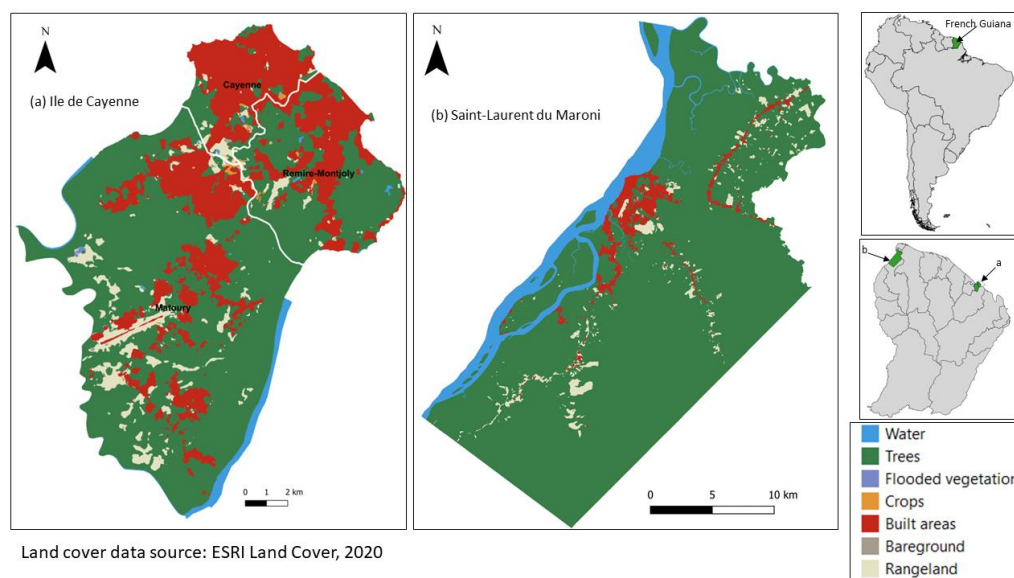 N
(a) Ile de Cayenne
Cayenne
Remire-Montjoly
Matoury
0 1 2 km
N
(b) Saint-Laurent du Maroni
0 5 10 km
French Guiana
b
a
Water
Trees
Flooded vegetation
Crops
Built areas
Bareground
Rangeland
Land cover data source: ESRI Land Cover, 2020